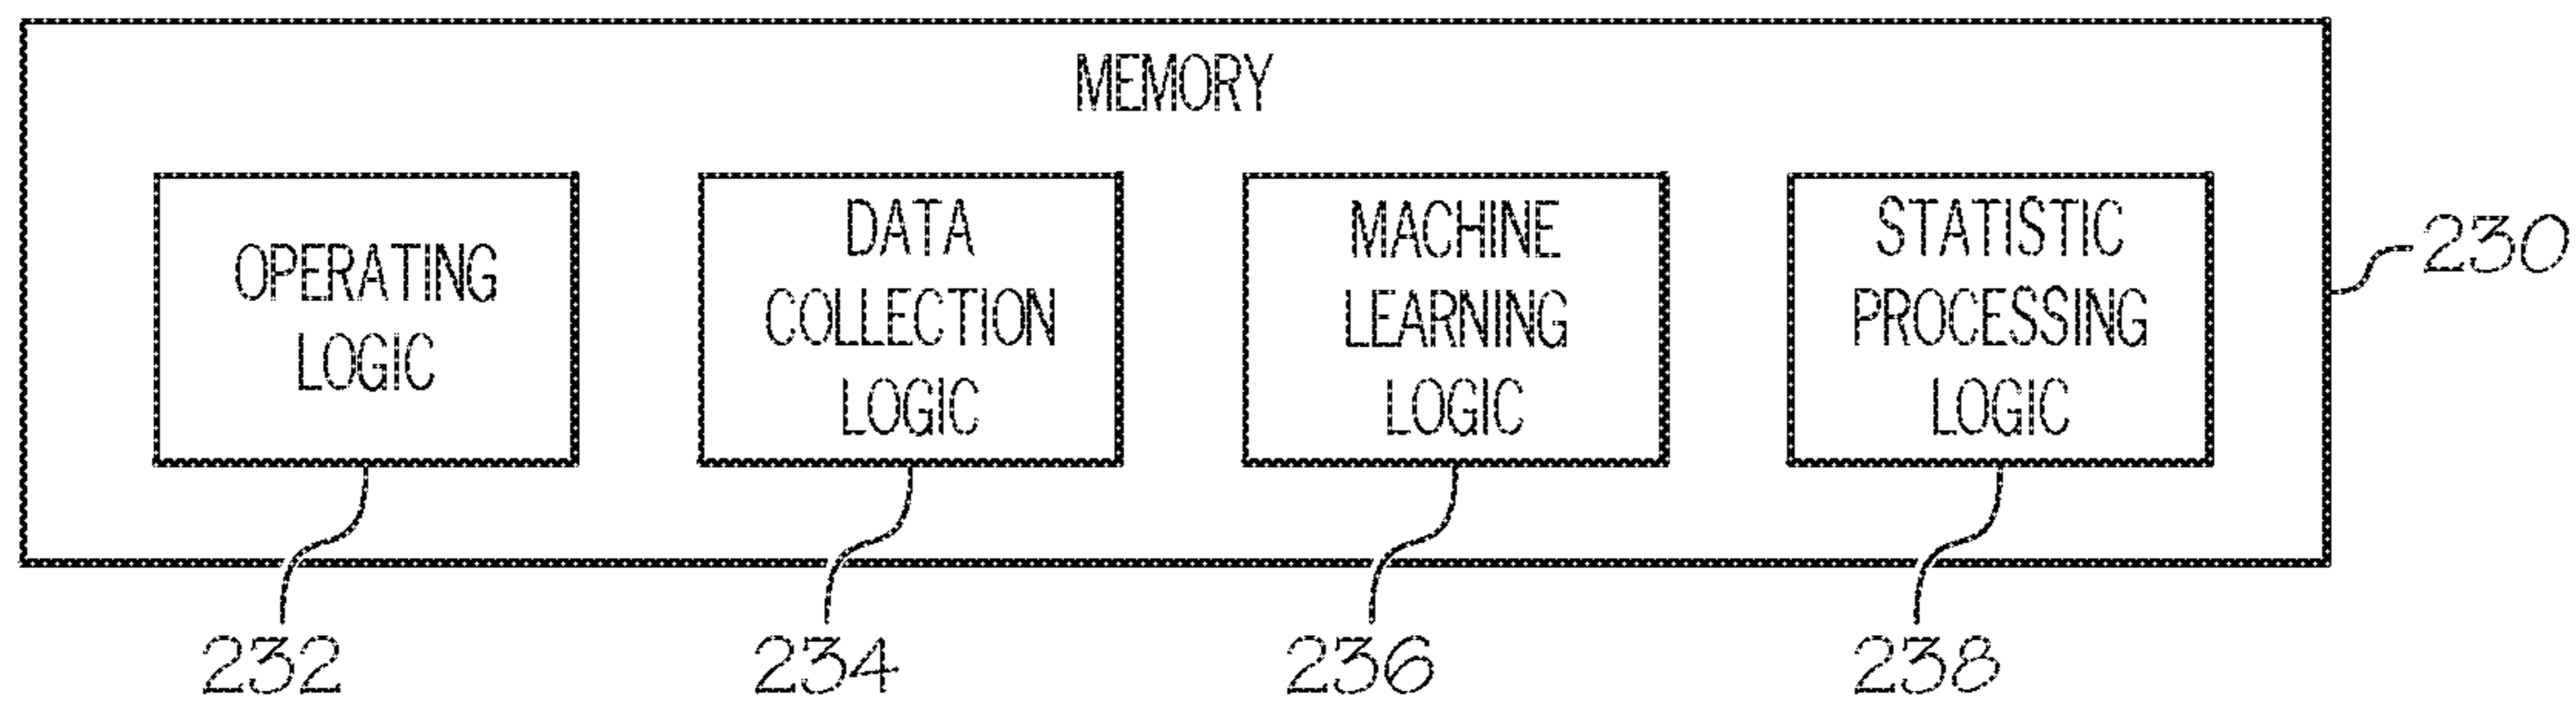 MEMORY
OPERATING
LOGIC
DATA
COLLECTION
LOGIC
MACHINE
LEARNING
LOGIC
STATISTIC
PROCESSING
LOGIC
230
232
234
236
238